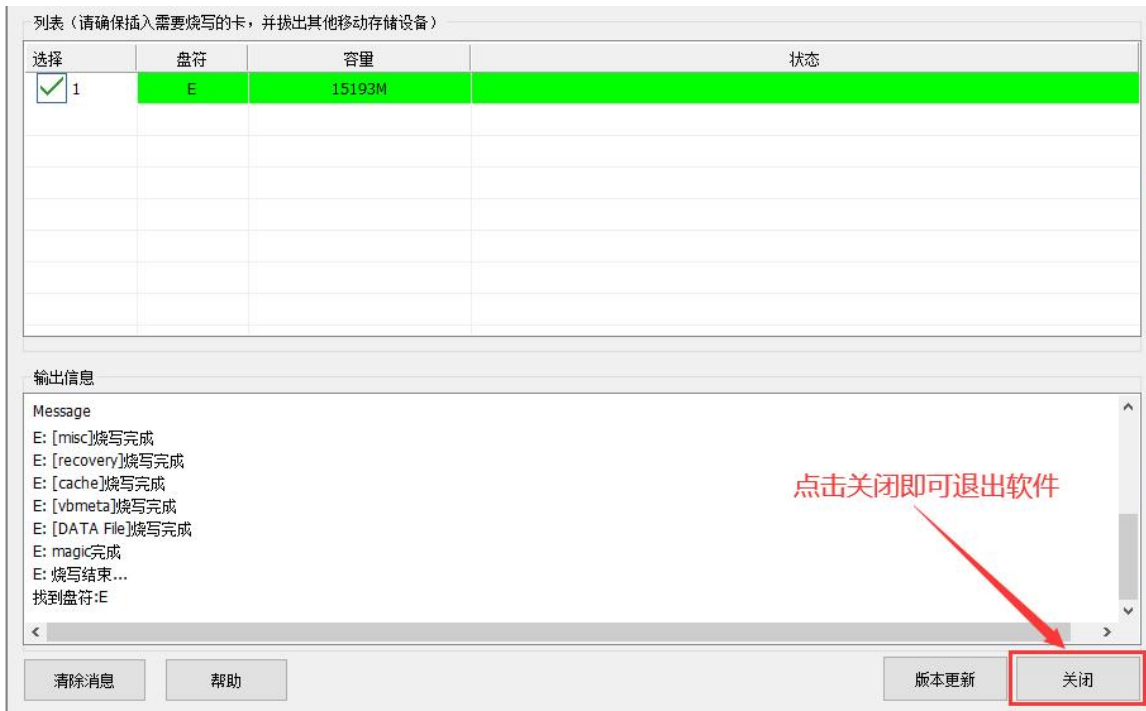 列表（请确保插入需要烧写的卡，并拔出其他移动存储设备）
选择 盘符 容量 状态
1 E 15193M
输出信息
Message
E: [misc]烧写完成
E: [recovery]烧写完成
E: [cache]烧写完成
E: [vbmeta]烧写完成
E: [DATA File]烧写完成
E: magic完成
E: 烧写结束...
找到盘符:E
点击关闭即可退出软件
清除消息 帮助 版本更新 关闭